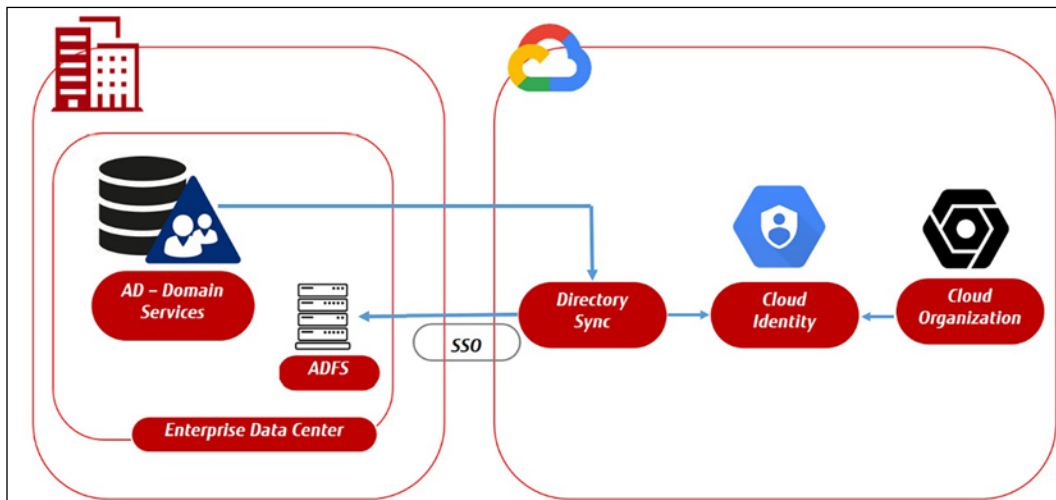 AD – Domain
Services
ADFS
Enterprise Data Center
SSO
Directory
Sync
Cloud
Identity
Cloud
Organization